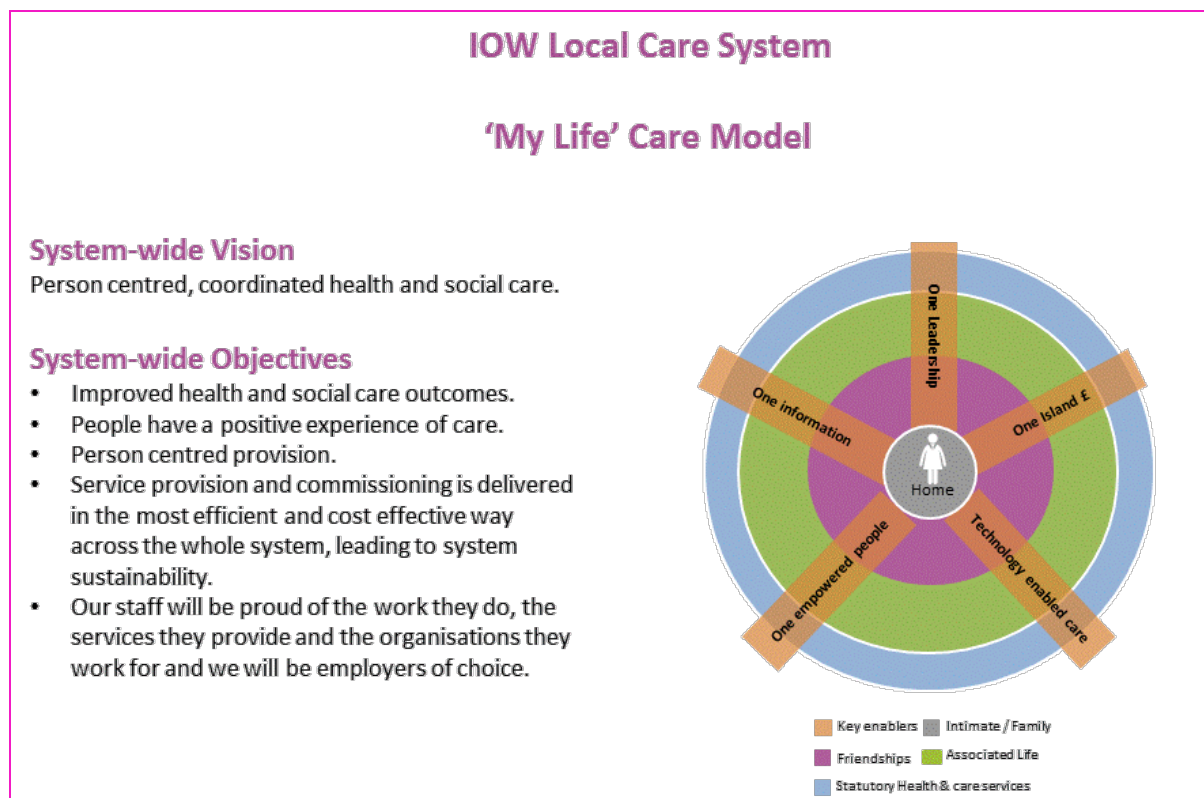 IOW Local Care System
‘My Life’ Care Model
System-wide Vision
Person centred, coordinated health and social care.
System-wide Objectives
• Improved health and social care outcomes.
• People have a positive experience of care.
• Person centred provision.
• Service provision and commissioning is delivered
in the most efficient and cost effective way
across the whole system, leading to system
sustainability.
• Our staff will be proud of the work they do, the
services they provide and the organisations they
work for and we will be employers of choice.
One Leadership
One information
One Island £
Home
One empowered people
Technology enabled care
Key enablers
Intimate / Family
Friendships
Associated Life
Statutory Health & care services